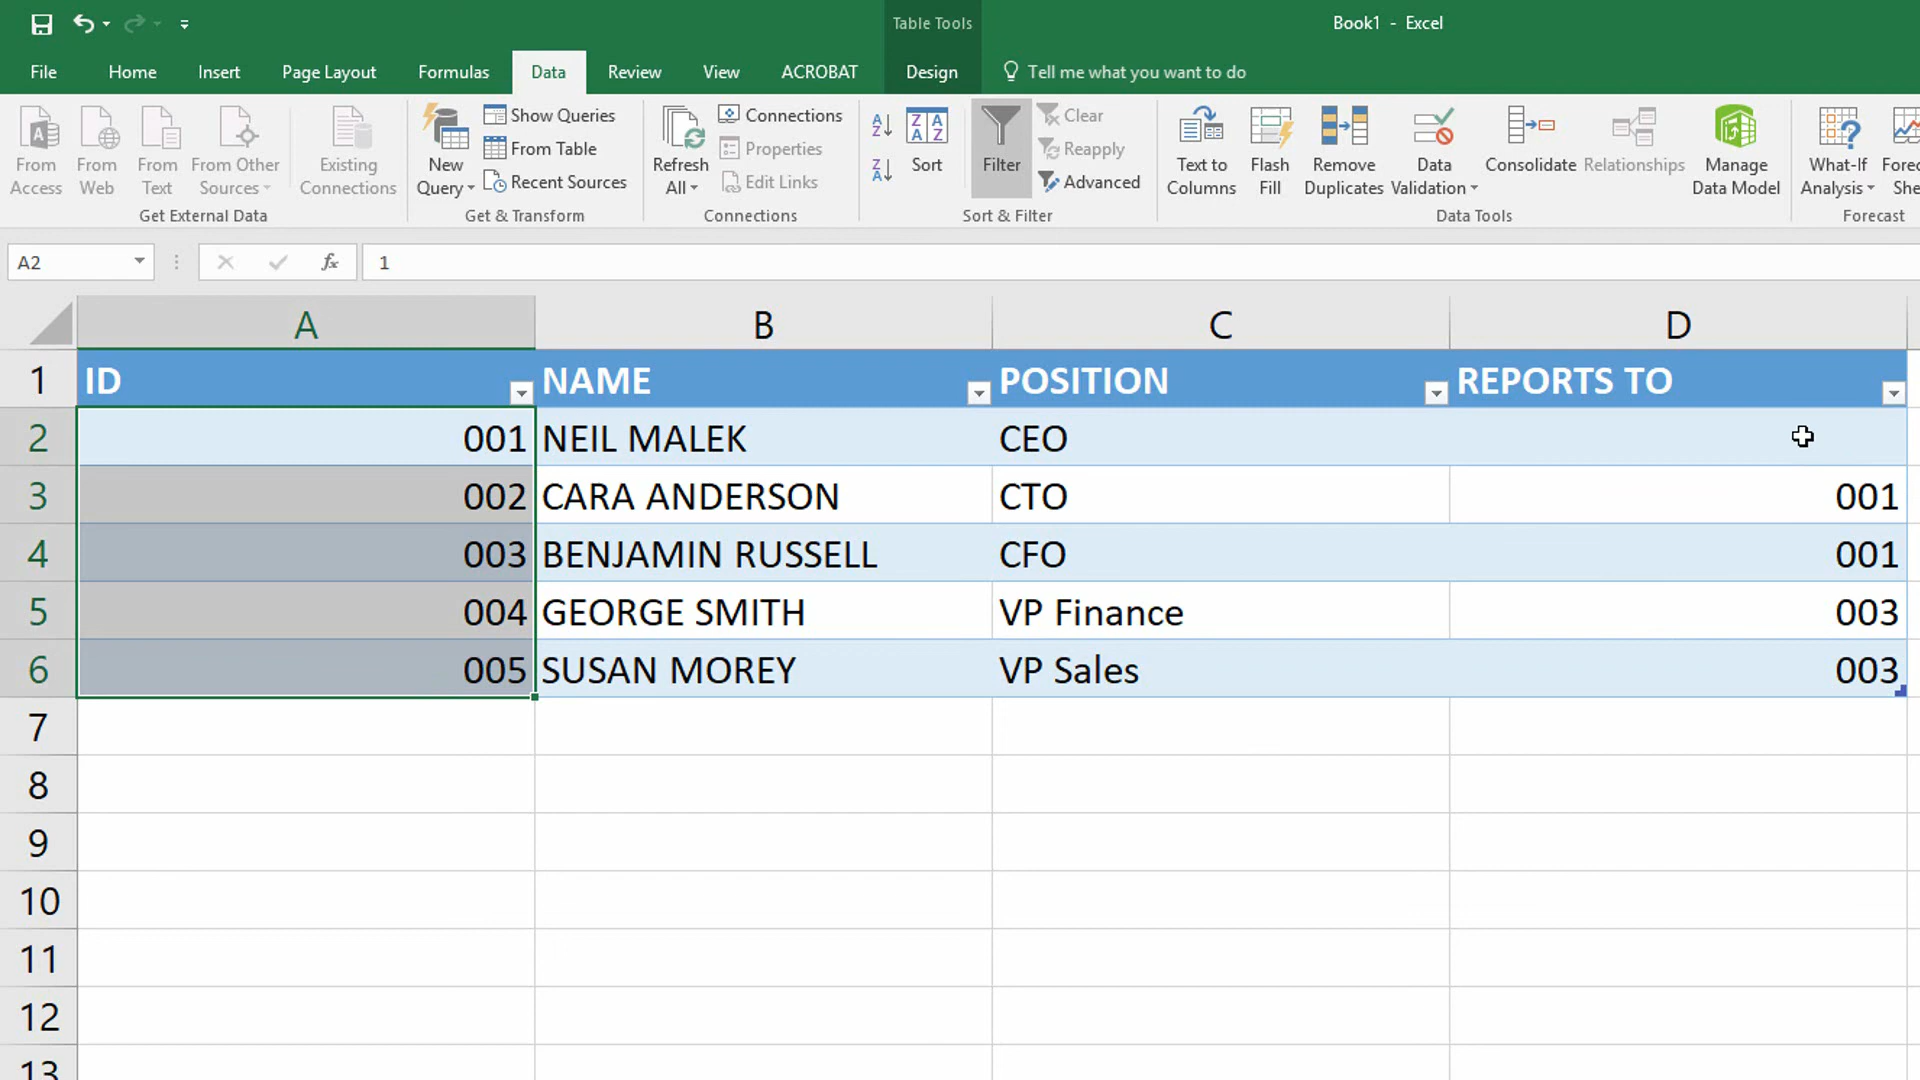 Table Tools
Book1 - Excel
File Home Insert Page Layout Formulas Data Review View ACROBAT Design Tell me what you want to do
From Access
From Web
From Text
From Other Sources
Existing Connections
Get External Data
New Query
Show Queries
From Table
Recent Sources
Get & Transform
Refresh All
Connections
Properties
Edit Links
Connections
Sort
Filter
Clear
Reapply
Advanced
Sort & Filter
Text to Columns
Flash Fill
Remove Duplicates
Data Validation
Consolidate
Relationships
Manage Data Model
Data Tools
What-If Analysis
Forec
She
Forecast
A2 fx 1
A B C D
1 ID NAME POSITION REPORTS TO
2 001 NEIL MALEK CEO
3 002 CARA ANDERSON CTO 001
4 003 BENJAMIN RUSSELL CFO 001
5 004 GEORGE SMITH VP Finance 003
6 005 SUSAN MOREY VP Sales 003
7
8
9
10
11
12
13